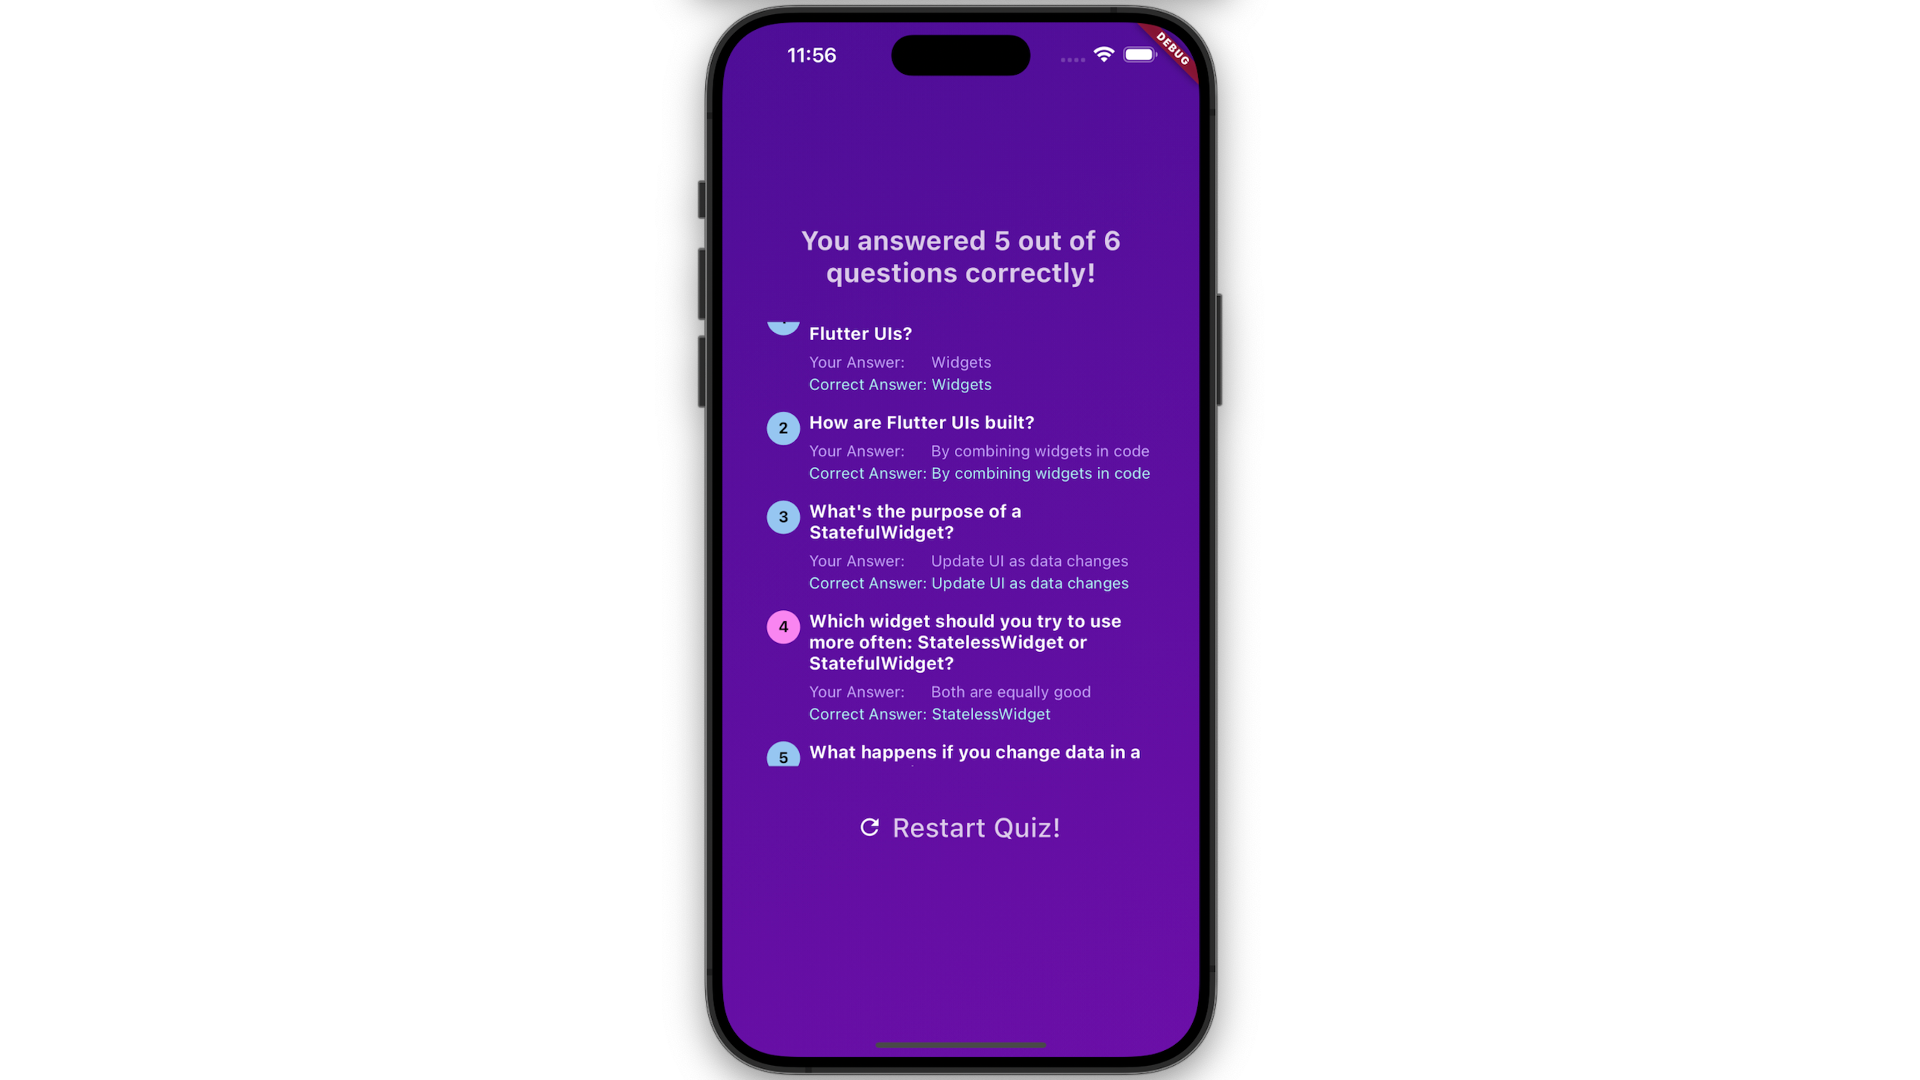 11:56
DEBUG
You answered 5 out of 6
questions correctly!
Flutter UIs?
Your Answer: Widgets
Correct Answer: Widgets
2 How are Flutter UIs built?
Your Answer: By combining widgets in code
Correct Answer: By combining widgets in code
3 What's the purpose of a
StatefulWidget?
Your Answer: Update UI as data changes
Correct Answer: Update UI as data changes
4 Which widget should you try to use
more often: StatelessWidget or
StatefulWidget?
Your Answer: Both are equally good
Correct Answer: StatelessWidget
5 What happens if you change data in a
Restart Quiz!